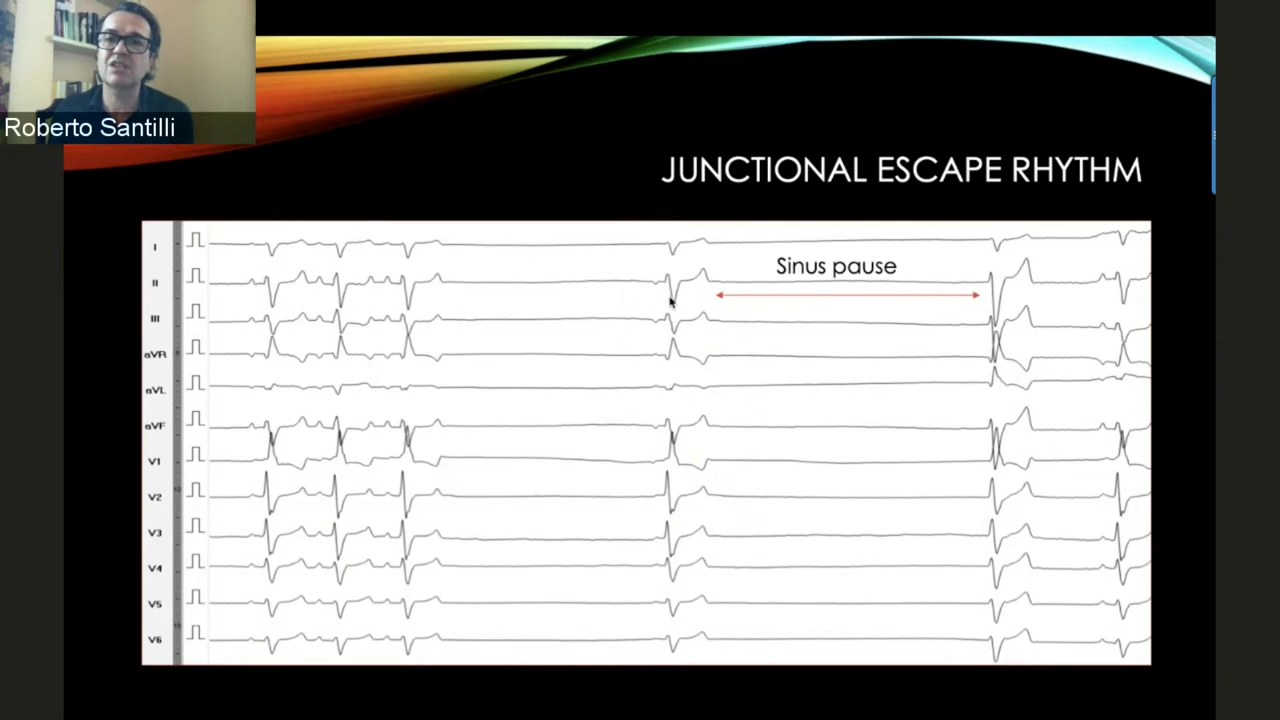 Roberto Santilli
JUNCTIONAL ESCAPE RHYTHM
I
Sinus pause
II
III
aVR
aVL
aVF
V1
V2
V3
V4
V5
V6